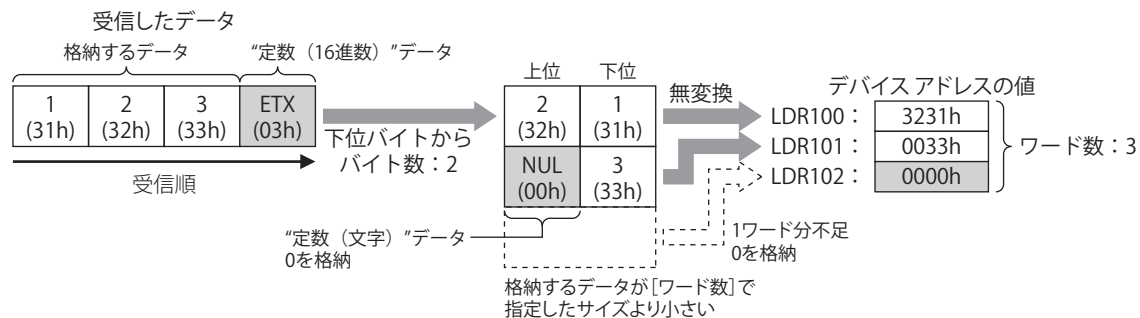 受信したデータ
格納するデータ
“定数（16進数）”データ
1
(31h)
2
(32h)
3
(33h)
ETX
(03h)
受信順
下位バイトから
バイト数：2
上位
下位
2
(32h)
1
(31h)
NUL
(00h)
3
(33h)
“定数（文字）”データ
0を格納
格納するデータが[ワード数]で
指定したサイズより小さい
無変換
1ワード分不足
0を格納
デバイス アドレスの値
LDR100： 3231h
LDR101： 0033h
LDR102： 0000h
ワード数：3